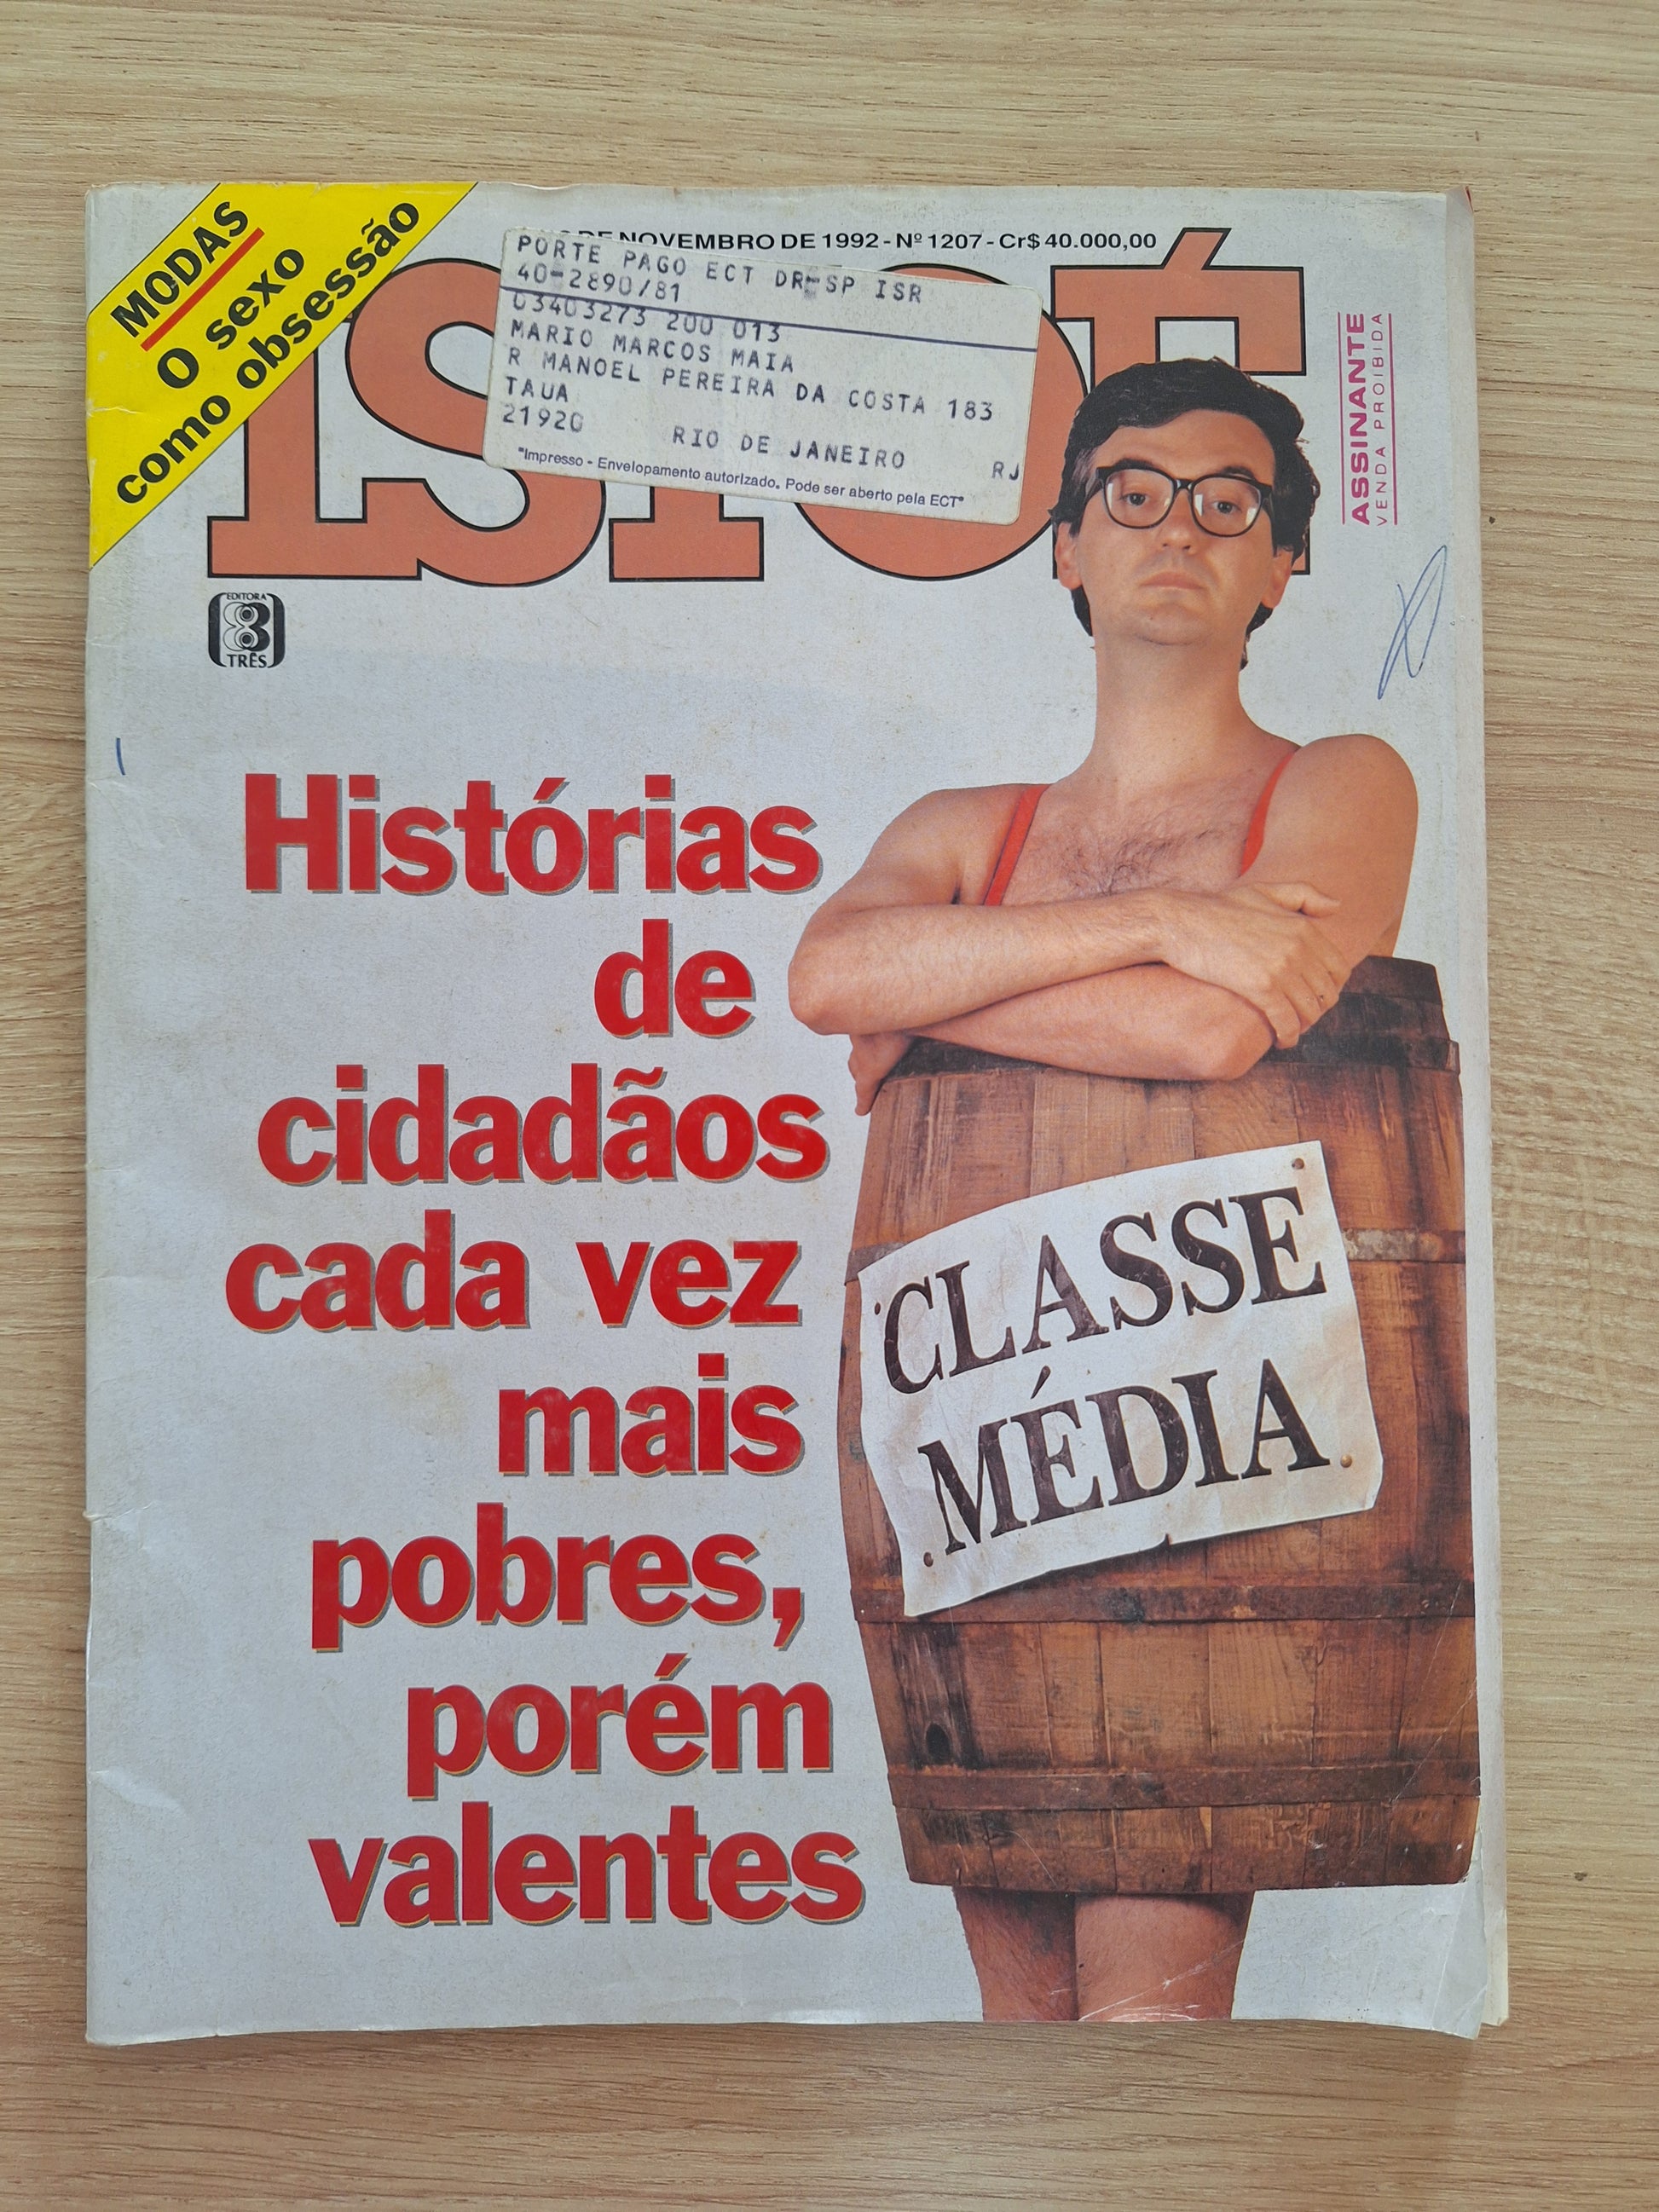 MODAS
O sexo
como obsessão
DE NOVEMBRO DE 1992 - Nº 1207 - Cr$ 40.000,00
PORTE PAGO ECT DR-SP ISR
40-2890/81
03403273 200 013
MARIO MARCOS MAIA
R MANOEL PEREIRA DA COSTA 183
TAUA
21920 RIO DE JANEIRO RJ
"Impresso - Envelopamento autorizado. Pode ser aberto pela ECT"
ISTOÉ
ASSINANTE
VENDA PROIBIDA
EDITORA
TRÊS
Histórias
de
cidadãos
cada vez
mais
pobres,
porém
valentes
CLASSE
MÉDIA